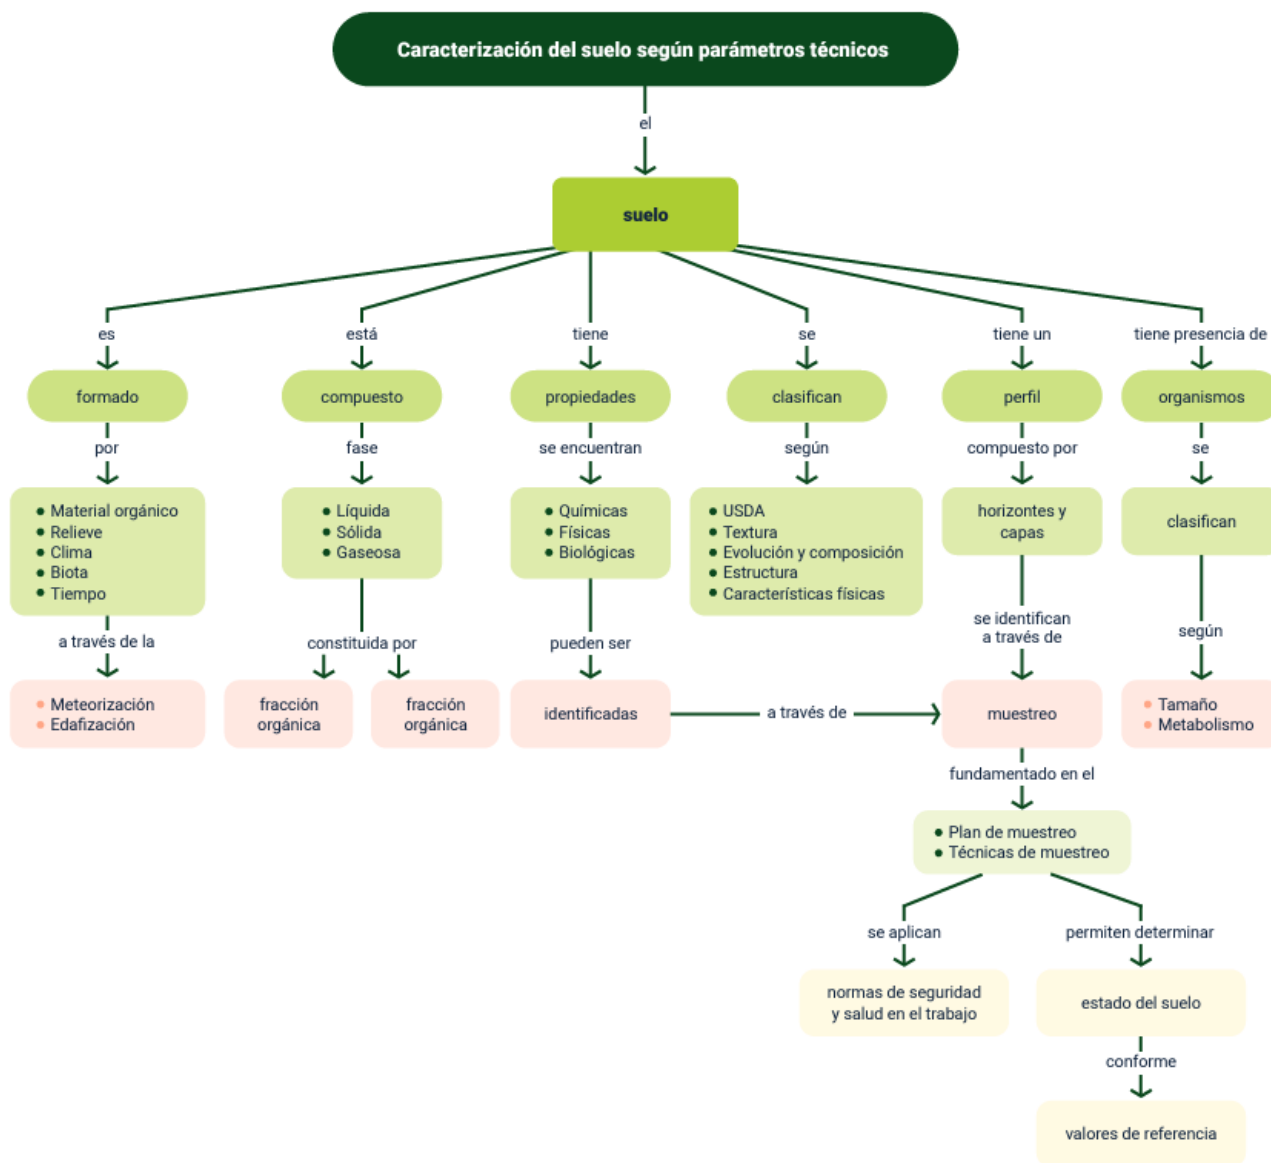 Caracterización del suelo según parámetros técnicos
el
suelo
es
está
tiene
se
tiene un
tiene presencia de
formado
compuesto
propiedades
clasifican
perfil
organismos
por
fase
se encuentran
según
compuesto por
se
Material orgánico
Relieve
Clima
Biota
Tiempo
Líquida
Sólida
Gaseosa
Químicas
Físicas
Biológicas
USDA
Textura
Evolución y composición
Estructura
Características físicas
horizontes y
capas
clasifican
a través de la
constituida por
pueden ser
se identifican
a través de
según
Meteorización
Edafización
fracción
orgánica
fracción
orgánica
identificadas
a través de
muestreo
Tamaño
Metabolismo
fundamentado en el
Plan de muestreo
Técnicas de muestreo
se aplican
permiten determinar
normas de seguridad
y salud en el trabajo
estado del suelo
conforme
valores de referencia